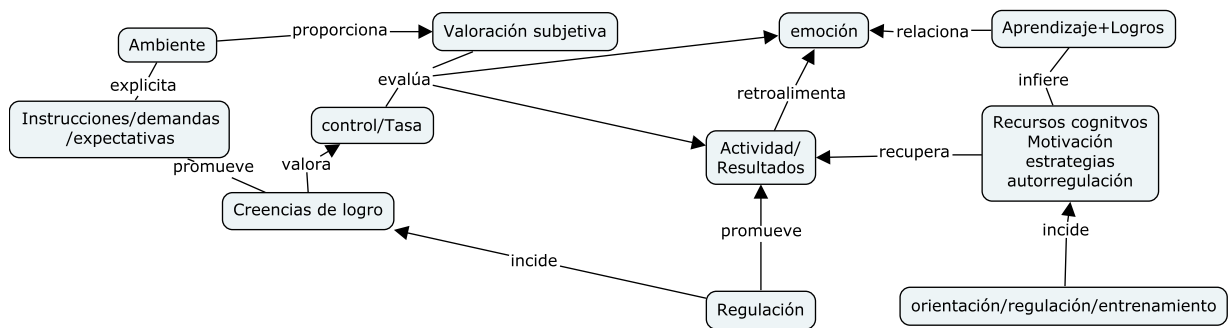 Ambiente
proporciona
Valoración subjetiva
emoción
relaciona
Aprendizaje+Logros
explicita
evalúa
infiere
retroalimenta
Instrucciones/demandas
/expectativas
control/Tasa
Recursos cognitvos
Motivación
estrategias
autorregulación
Actividad/
Resultados
recupera
promueve
valora
Creencias de logro
promueve
incide
incide
Regulación
orientación/regulación/entrenamiento